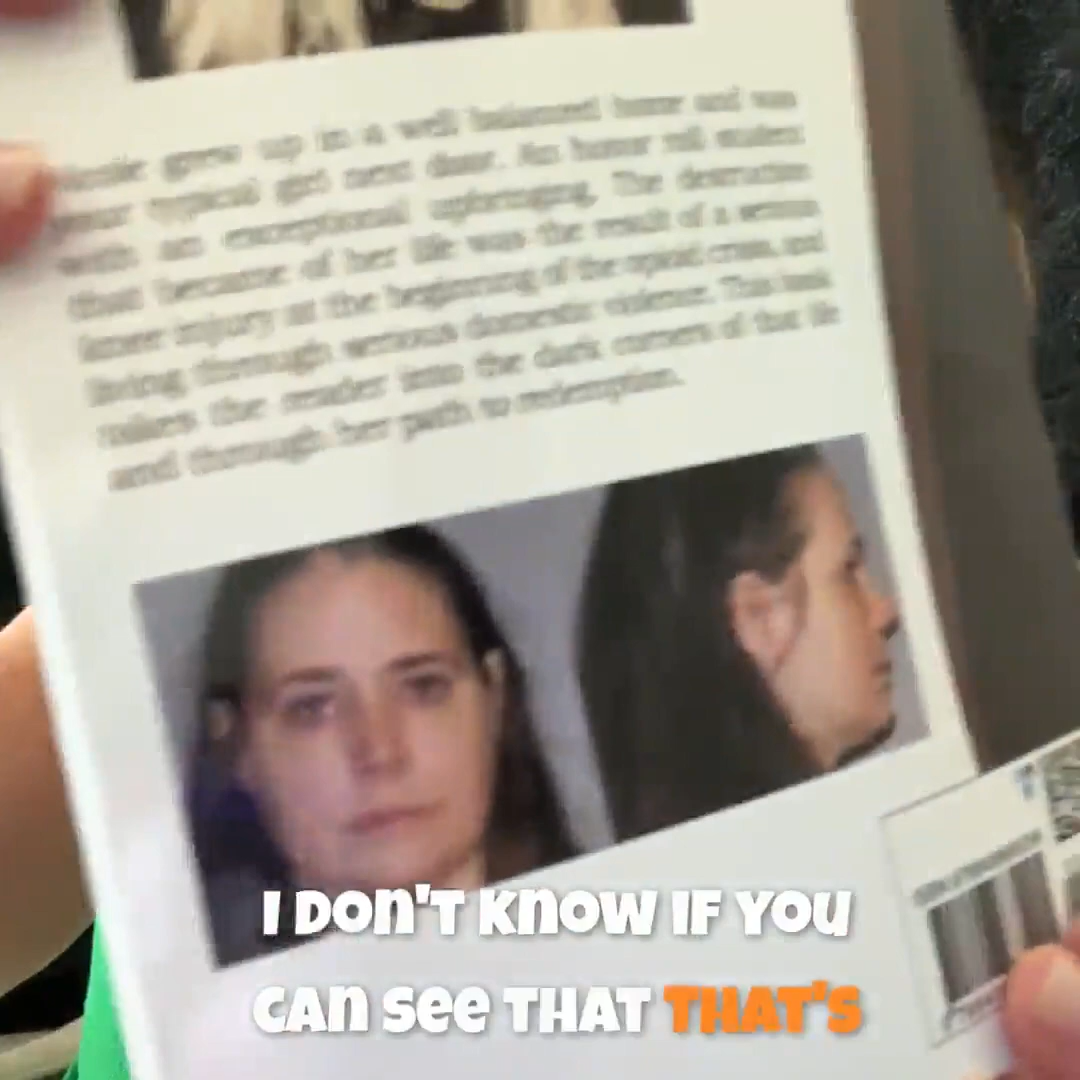 grew up in a well balanced home and was
your typical girl next door. An honor roll student
with an exceptional upbringing. The destruction
that became of her life was the result of a serious
knee injury at the beginning of the opioid crisis, and
living through serious domestic violence. This book
takes the reader into the dark corners of that life
and through her path to redemption.
I DON'T KNOW IF YOU
CAN SEE THAT THAT'S